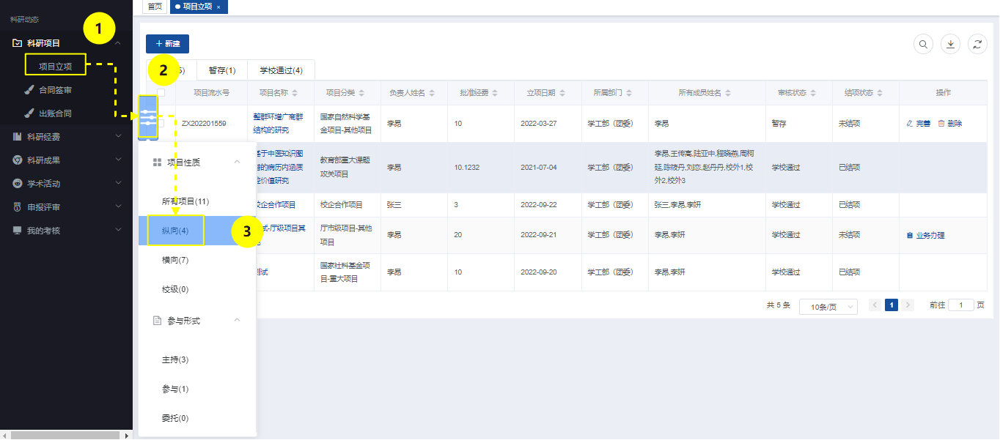 首页
项目立项 ×
科研动态
科研项目
项目立项
合同签审
出账合同
科研经费
科研成果
学术活动
申报评审
我的考核
1
2
3
+ 新建
5)
暂存(1)
学校通过(4)
项目流水号
项目名称
项目分类
负责人姓名
批准经费
立项日期
所属部门
所有成员姓名
审核状态
结项状态
操作
ZX202201559
整群环增广商群
结构的研究
国家自然科学基
金项目-其他项目
李昂
10
2022-03-27
学工部（团委）
李昂
暂存
未结项
完善
删除
基于中医知识图
谱的病历内涵质
控价值研究
教育部重大课题
攻关项目
李昂
10.1232
2021-07-04
学工部（团委）
李昂,王传高,陆亚中,程晓燕,周柯
延,陈筱丹,刘恋,赵丹丹,校外1,校
外2,校外3
学校通过
已结项
校企合作项目
校企合作项目
张三
3
2022-09-22
学工部（团委）
张三,李昂,李妍
学校通过
已结项
试-厅级项目其
厅市级项目-其他
项目
李昂
20
2022-09-21
学工部（团委）
李昂,李妍
学校通过
未结项
业务办理
测试
国家社科基金项
目-重大项目
李昂
10
2022-09-20
学工部（团委）
李昂,李妍
学校通过
已结项
共 5 条
10条/页
1
前往
1
页
项目性质
所有项目(11)
纵向(4)
横向(7)
校级(0)
参与形式
主持(3)
参与(1)
委托(0)